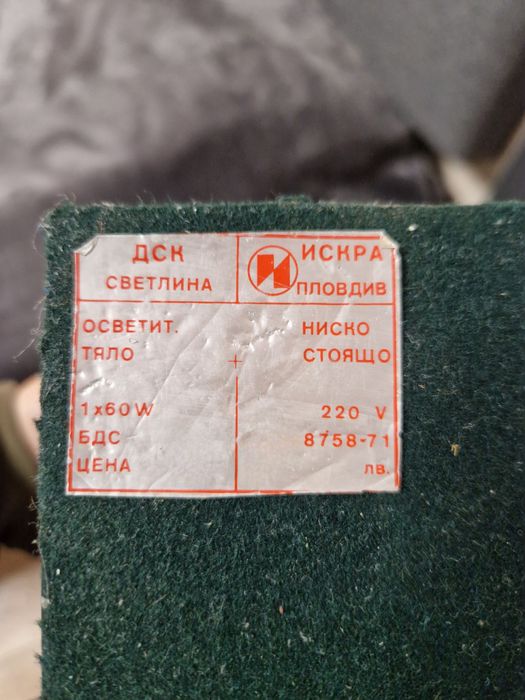 ДСК
СВЕТЛИНА
ИСКРА
ПЛОВДИВ
ОСВЕТИТ. НИСКО
ТЯЛО СТОЯЩО
1x60W 220 V
БДС 8758-71
ЦЕНА лв.